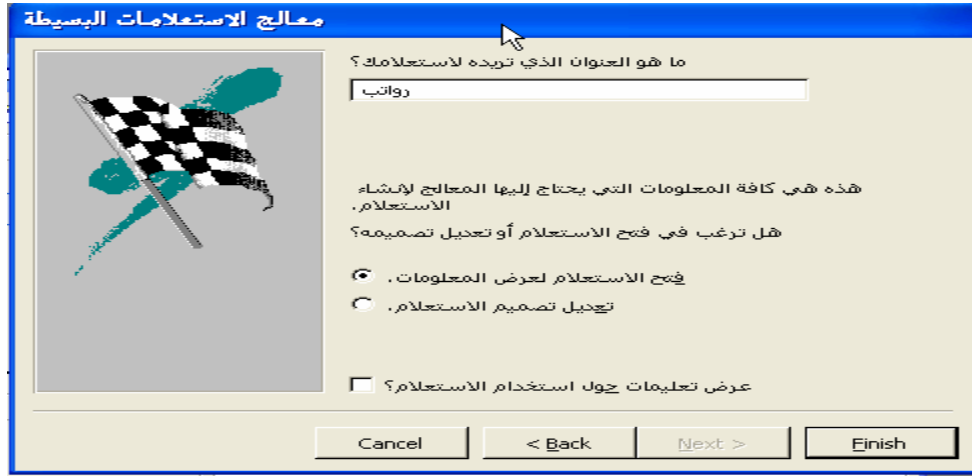 معالج الاستعلامات البسيطة
ما هو العنوان الذي تريده لاستعلامك؟
رواتب
هذه هي كافة المعلومات التي يحتاج إليها المعالج لإنشاء
الاستعلام.
هل ترغب في فتح الاستعلام أو تعديل تصميمه؟
فتح الاستعلام لعرض المعلومات.
تعديل تصميم الاستعلام.
عرض تعليمات حول استخدام الاستعلام؟
Cancel
< Back
Next >
Finish